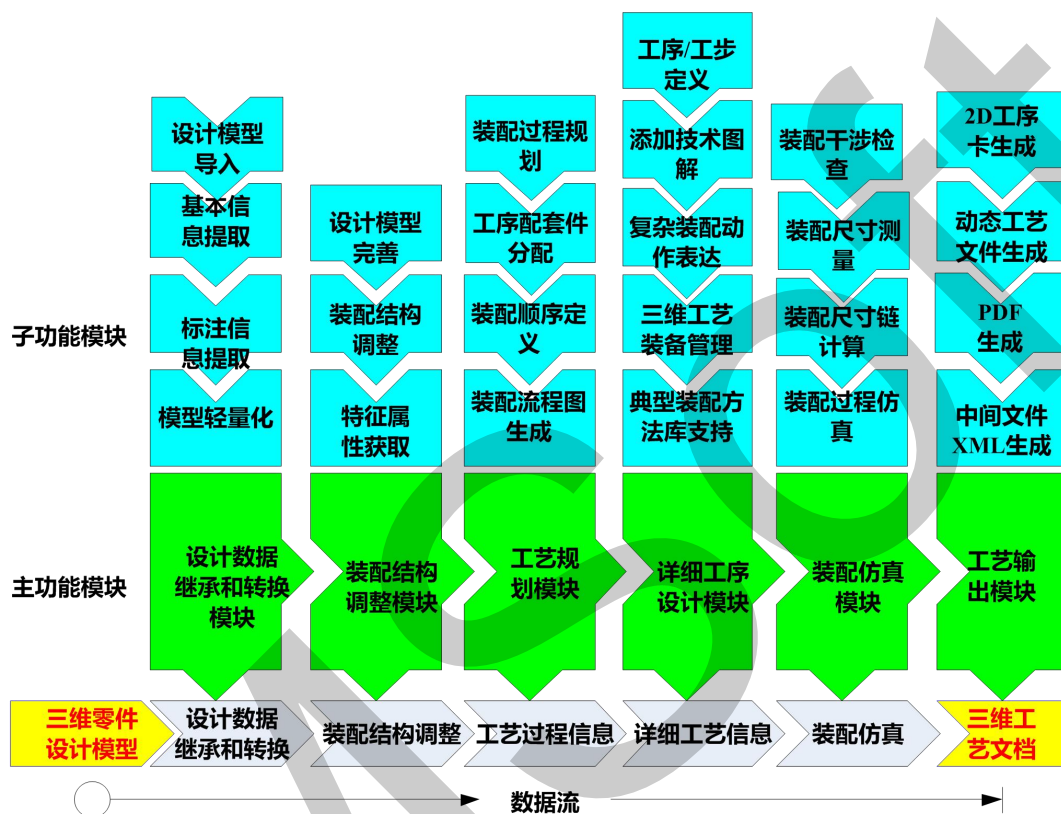 子功能模块
设计模型
导入
基本信
息提取
标注信
息提取
模型轻量化
设计模型
完善
装配结构
调整
特征属
性获取
装配过程规
划
工序配套件
分配
装配顺序定
义
装配流程图
生成
工序/工步
定义
添加技术图
解
复杂装配动
作表达
三维工艺
装备管理
典型装配方
法库支持
装配干涉检
查
装配尺寸测
量
装配尺寸链
计算
装配过程仿
真
2D工序
卡生成
动态工艺
文件生成
PDF
生成
中间文件
XML生成
主功能模块
设计数据
继承和转换
模块
装配结构
调整模块
工艺规
划模块
详细工序
设计模块
装配仿真
模块
工艺输
出模块
三维零件
设计模型
设计数据
继承和转换
装配结构调整
工艺过程信息
详细工艺信息
装配仿真
三维工
艺文档
数据流